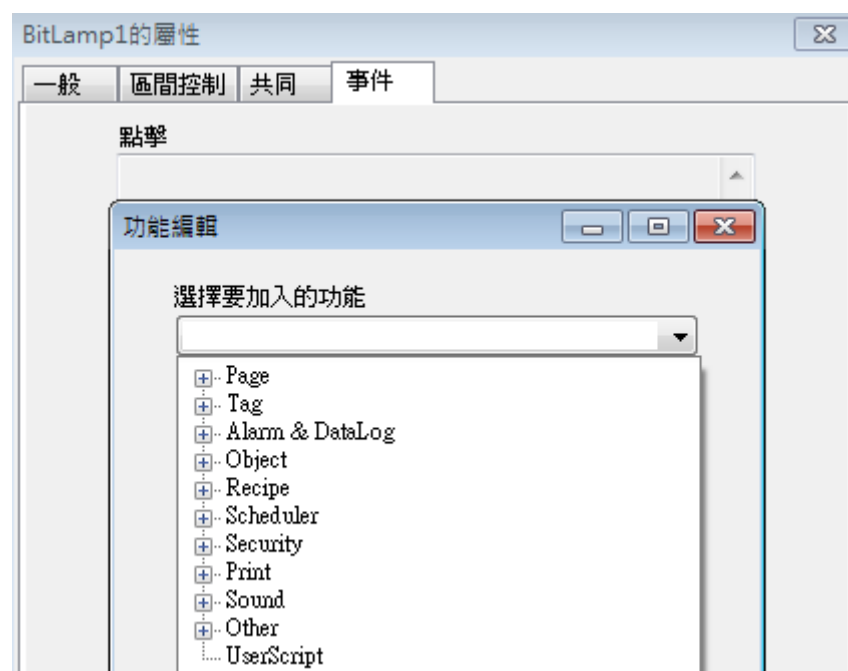 BitLamp1的屬性
一般 區間控制 共同 事件
點擊
功能編輯
選擇要加入的功能
Page
Tag
Alarm & DataLog
Object
Recipe
Scheduler
Security
Print
Sound
Other
UserScript